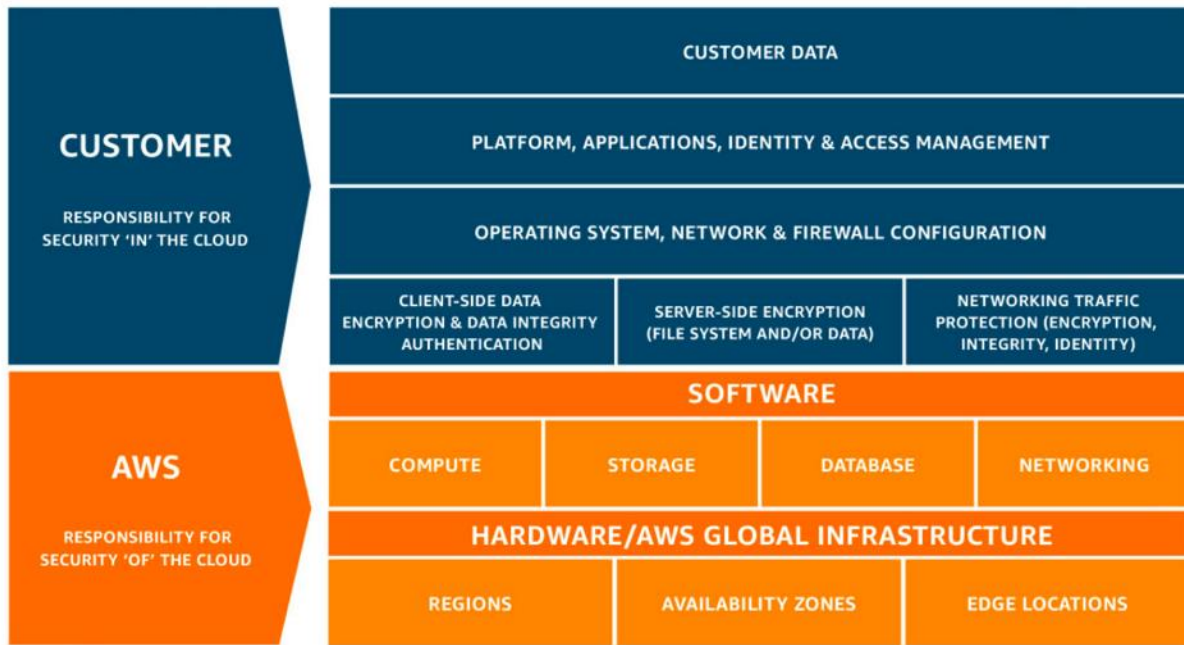 CUSTOMER
RESPONSIBILITY FOR
SECURITY ‘IN’ THE CLOUD
CUSTOMER DATA
PLATFORM, APPLICATIONS, IDENTITY & ACCESS MANAGEMENT
OPERATING SYSTEM, NETWORK & FIREWALL CONFIGURATION
CLIENT-SIDE DATA
ENCRYPTION & DATA INTEGRITY
AUTHENTICATION
SERVER-SIDE ENCRYPTION
(FILE SYSTEM AND/OR DATA)
NETWORKING TRAFFIC
PROTECTION (ENCRYPTION,
INTEGRITY, IDENTITY)
AWS
RESPONSIBILITY FOR
SECURITY ‘OF’ THE CLOUD
SOFTWARE
COMPUTE
STORAGE
DATABASE
NETWORKING
HARDWARE/AWS GLOBAL INFRASTRUCTURE
REGIONS
AVAILABILITY ZONES
EDGE LOCATIONS